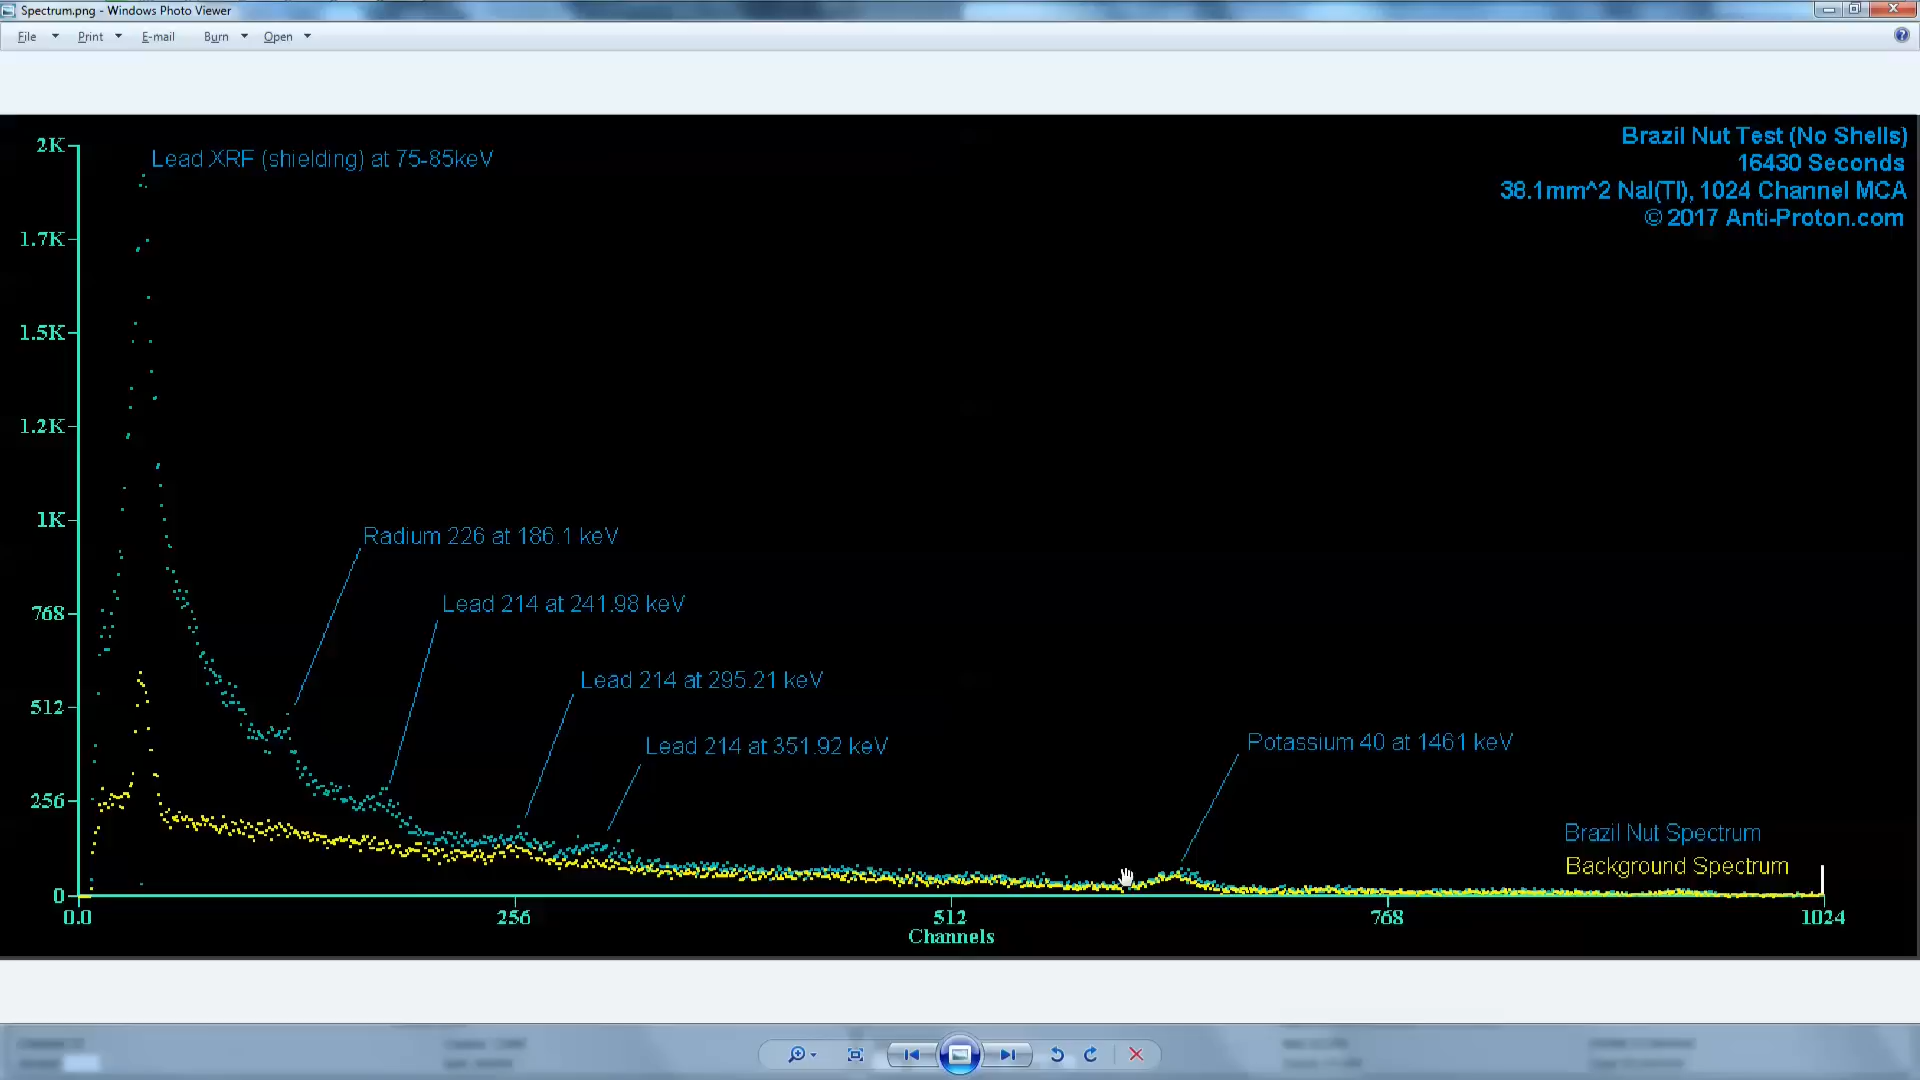 Spectrum.png - Windows Photo Viewer
File Print E-mail Burn Open
2K
Lead XRF (shielding) at 75-85keV
Brazil Nut Test (No Shells)
16430 Seconds
38.1mm^2 NaI(Tl), 1024 Channel MCA
© 2017 Anti-Proton.com
1.7K
1.5K
1.2K
1K
Radium 226 at 186.1 keV
768
Lead 214 at 241.98 keV
Lead 214 at 295.21 keV
512
Lead 214 at 351.92 keV
Potassium 40 at 1461 keV
256
Brazil Nut Spectrum
Background Spectrum
0
0.0 256 512 768 1024
Channels